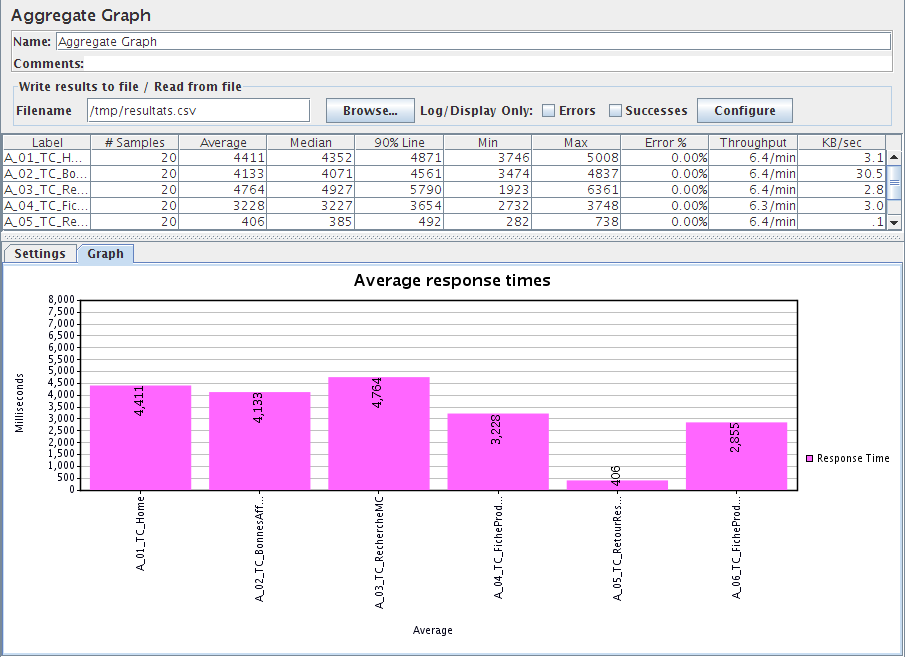 Aggregate Graph
Name: Aggregate Graph
Comments:
Write results to file / Read from file
Filename /tmp/resultats.csv Browse... Log/Display Only: Errors Successes Configure
Label # Samples Average Median 90% Line Min Max Error % Throughput KB/sec
A_01_TC_H... 20 4411 4352 4871 3746 5008 0.00% 6.4/min 3.1
A_02_TC_Bo... 20 4133 4071 4561 3474 4837 0.00% 6.4/min 30.5
A_03_TC_Re... 20 4764 4927 5790 1923 6361 0.00% 6.4/min 2.8
A_04_TC_Fic... 20 3228 3227 3654 2732 3748 0.00% 6.3/min 3.0
A_05_TC_Re... 20 406 385 492 282 738 0.00% 6.4/min .1
Settings Graph
Average response times
8,000
7,500
7,000
6,500
6,000
5,500
5,000
4,500
4,000
3,500
3,000
2,500
2,000
1,500
1,000
500
0
Milliseconds
4,411
4,133
4,764
3,228
406
2,855
Response Time
A_01_TC_Home
A_02_TC_BonnesAff...
A_03_TC_RechercheMC
A_04_TC_FicheProd...
A_05_TC_RetourRes...
A_06_TC_FicheProd...
Average